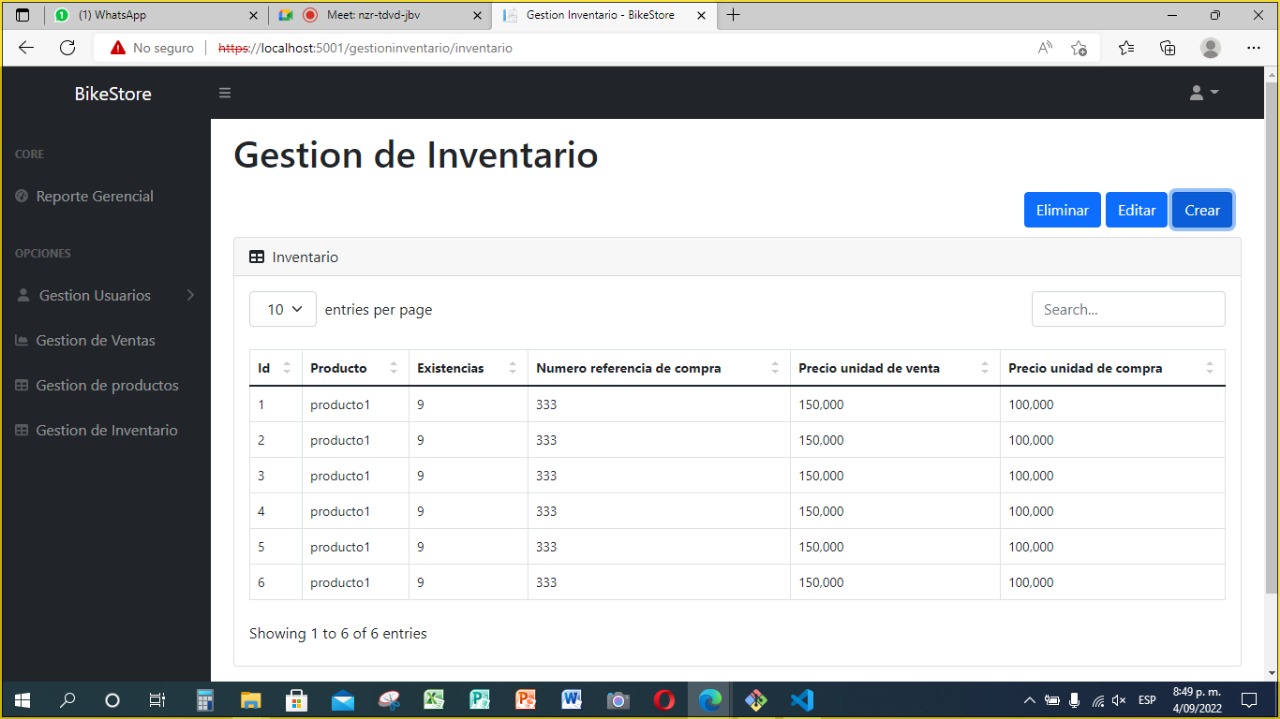 (1) WhatsApp
Meet: nzr-tdvd-jbv
Gestion Inventario - BikeStore
No seguro
https://localhost:5001/gestioninventario/inventario
BikeStore
CORE
Reporte Gerencial
OPCIONES
Gestion Usuarios
Gestion de Ventas
Gestion de productos
Gestion de Inventario
Gestion de Inventario
Eliminar Editar Crear
Inventario
10 entries per page
Search...
Id Producto Existencias Numero referencia de compra Precio unidad de venta Precio unidad de compra
1 producto1 9 333 150,000 100,000
2 producto1 9 333 150,000 100,000
3 producto1 9 333 150,000 100,000
4 producto1 9 333 150,000 100,000
5 producto1 9 333 150,000 100,000
6 producto1 9 333 150,000 100,000
Showing 1 to 6 of 6 entries
ESP
8:49 p. m.
4/09/2022